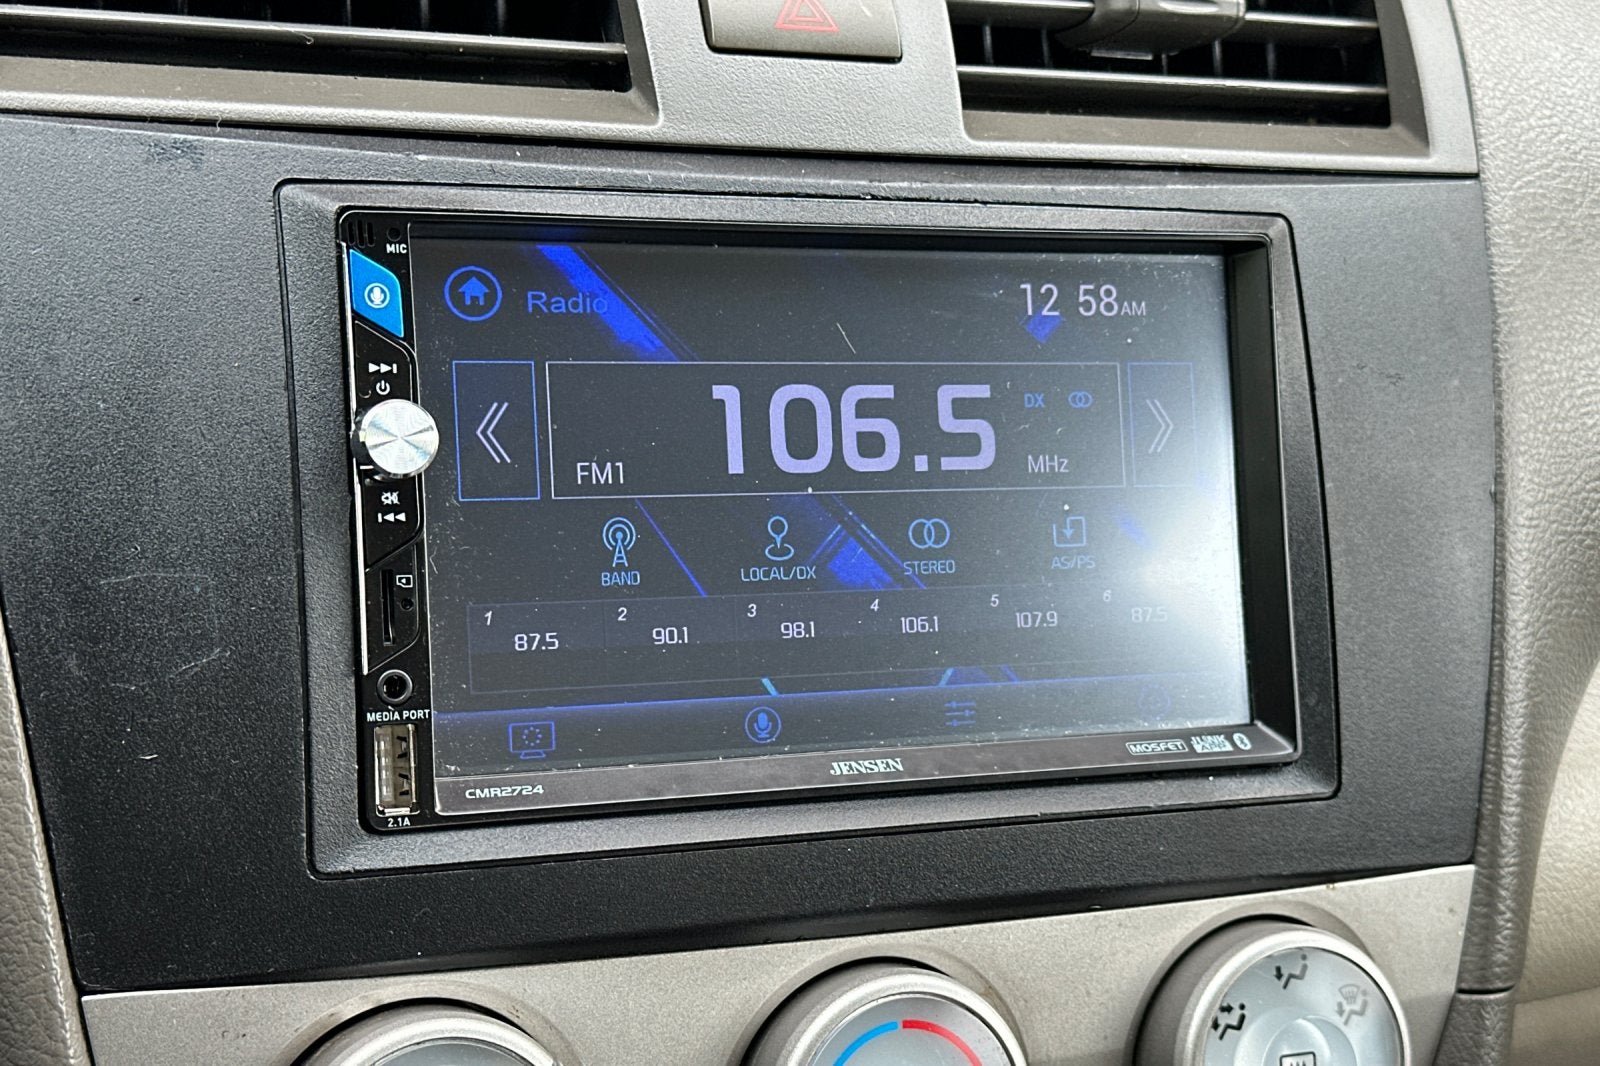 MIC
Radio
12 58AM
106.5
DX
FM1
MHz
BAND
LOCAL/DX
STEREO
AS/PS
1 87.5
2 90.1
3 98.1
4 106.1
5 107.9
6 87.5
MEDIA PORT
2.1A
CMR2724
JENSEN
MOSFET